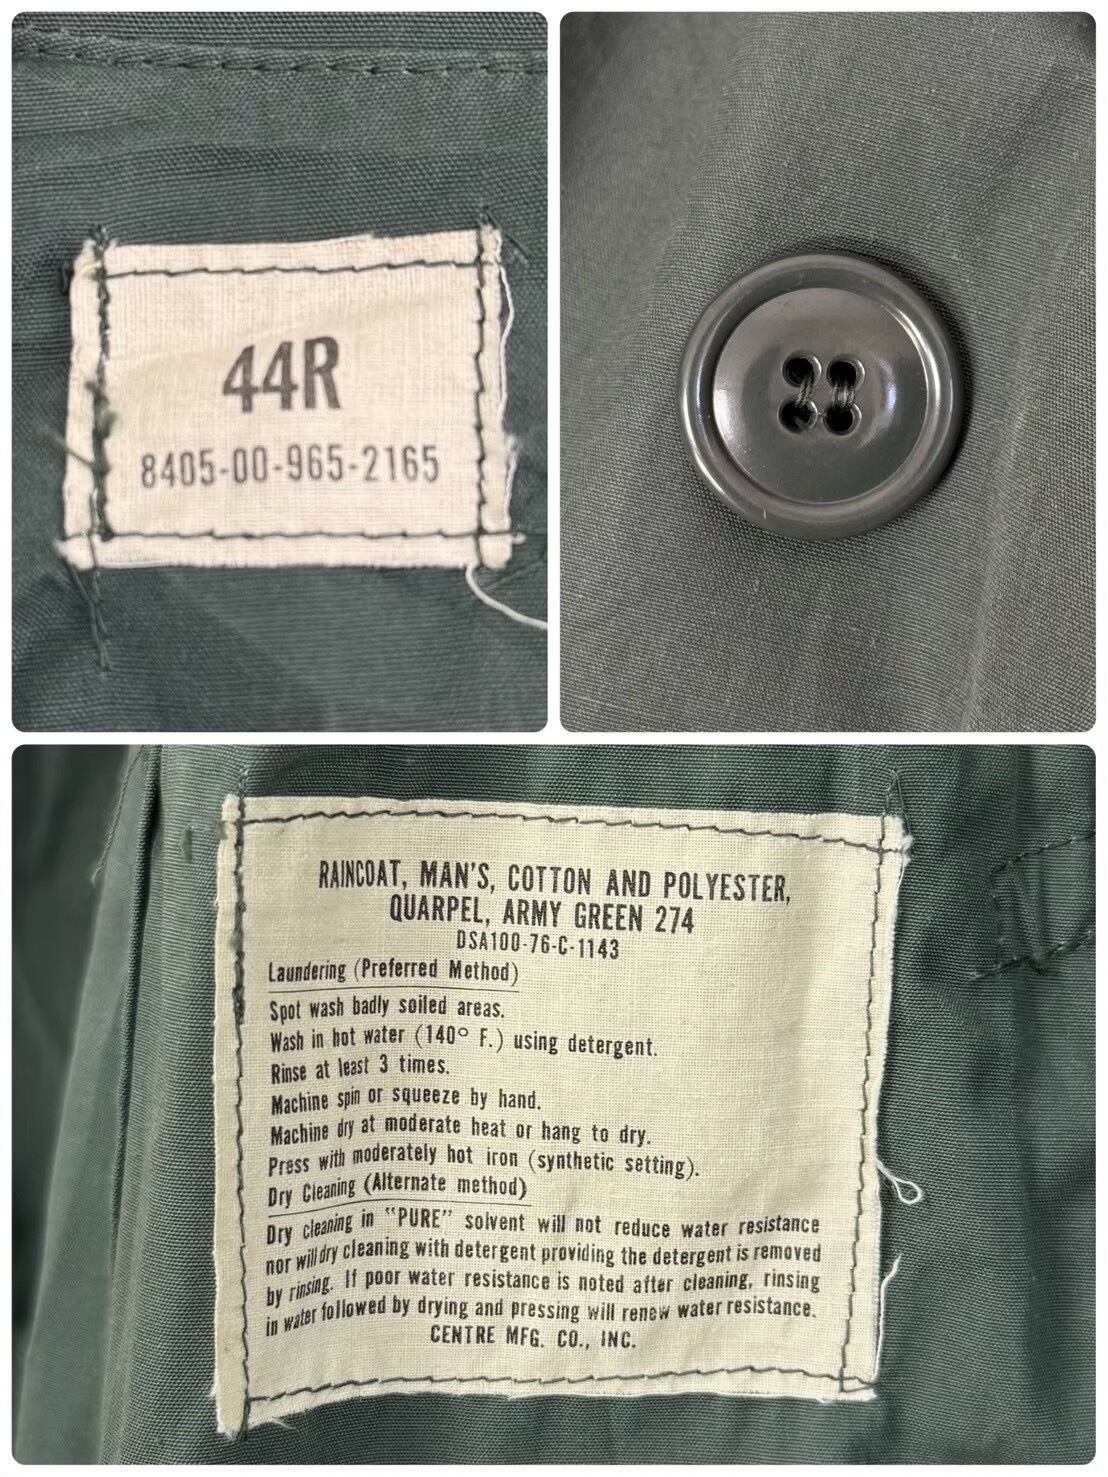 44R
8405-00-965-2165
RAINCOAT, MAN'S, COTTON AND POLYESTER,
QUARPEL, ARMY GREEN 274
DSA100-76-C-1143
Laundering (Preferred Method)
Spot wash badly soiled areas.
Wash in hot water (140° F.) using detergent.
Rinse at least 3 times.
Machine spin or squeeze by hand.
Machine dry at moderate heat or hang to dry.
Press with moderately hot iron (synthetic setting).
Dry Cleaning (Alternate method)
Dry cleaning in "PURE" solvent will not reduce water resistance
nor will dry cleaning with detergent providing the detergent is removed
by rinsing. If poor water resistance is noted after cleaning, rinsing
in water followed by drying and pressing will renew water resistance.
CENTRE MFG. CO., INC.